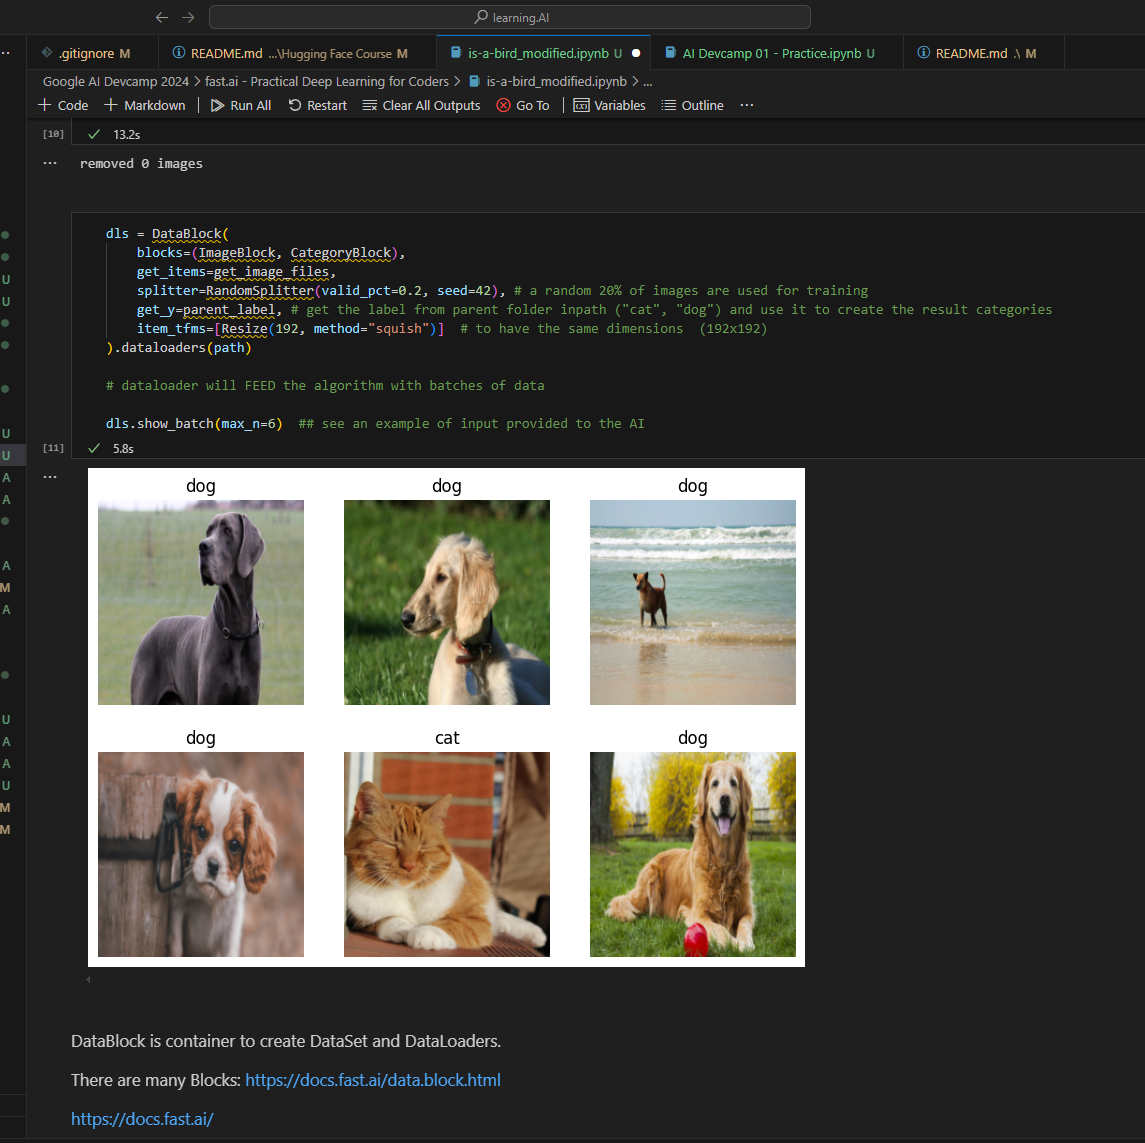 learning.AI
.gitignore M
README.md ...\Hugging Face Course M
is-a-bird_modified.ipynb U
AI Devcamp 01 - Practice.ipynb U
README.md .\ M
Google AI Devcamp 2024 > fast.ai - Practical Deep Learning for Coders > is-a-bird_modified.ipynb > ...
Code
Markdown
Run All
Restart
Clear All Outputs
Go To
Variables
Outline
...
[10]
13.2s
removed 0 images
dls = DataBlock(
blocks=(ImageBlock, CategoryBlock),
get_items=get_image_files,
splitter=RandomSplitter(valid_pct=0.2, seed=42), # a random 20% of images are used for training
get_y=parent_label, # get the label from parent folder inpath ("cat", "dog") and use it to create the result categories
item_tfms=[Resize(192, method="squish")]  # to have the same dimensions  (192x192)
).dataloaders(path)
# dataloader will FEED the algorithm with batches of data
dls.show_batch(max_n=6)  ## see an example of input provided to the AI
[11]
5.8s
dog dog dog
dog cat dog
DataBlock is container to create DataSet and DataLoaders.
There are many Blocks: https://docs.fast.ai/data.block.html
https://docs.fast.ai/
U
U
U
U
A
A
A
M
A
U
A
A
U
M
M